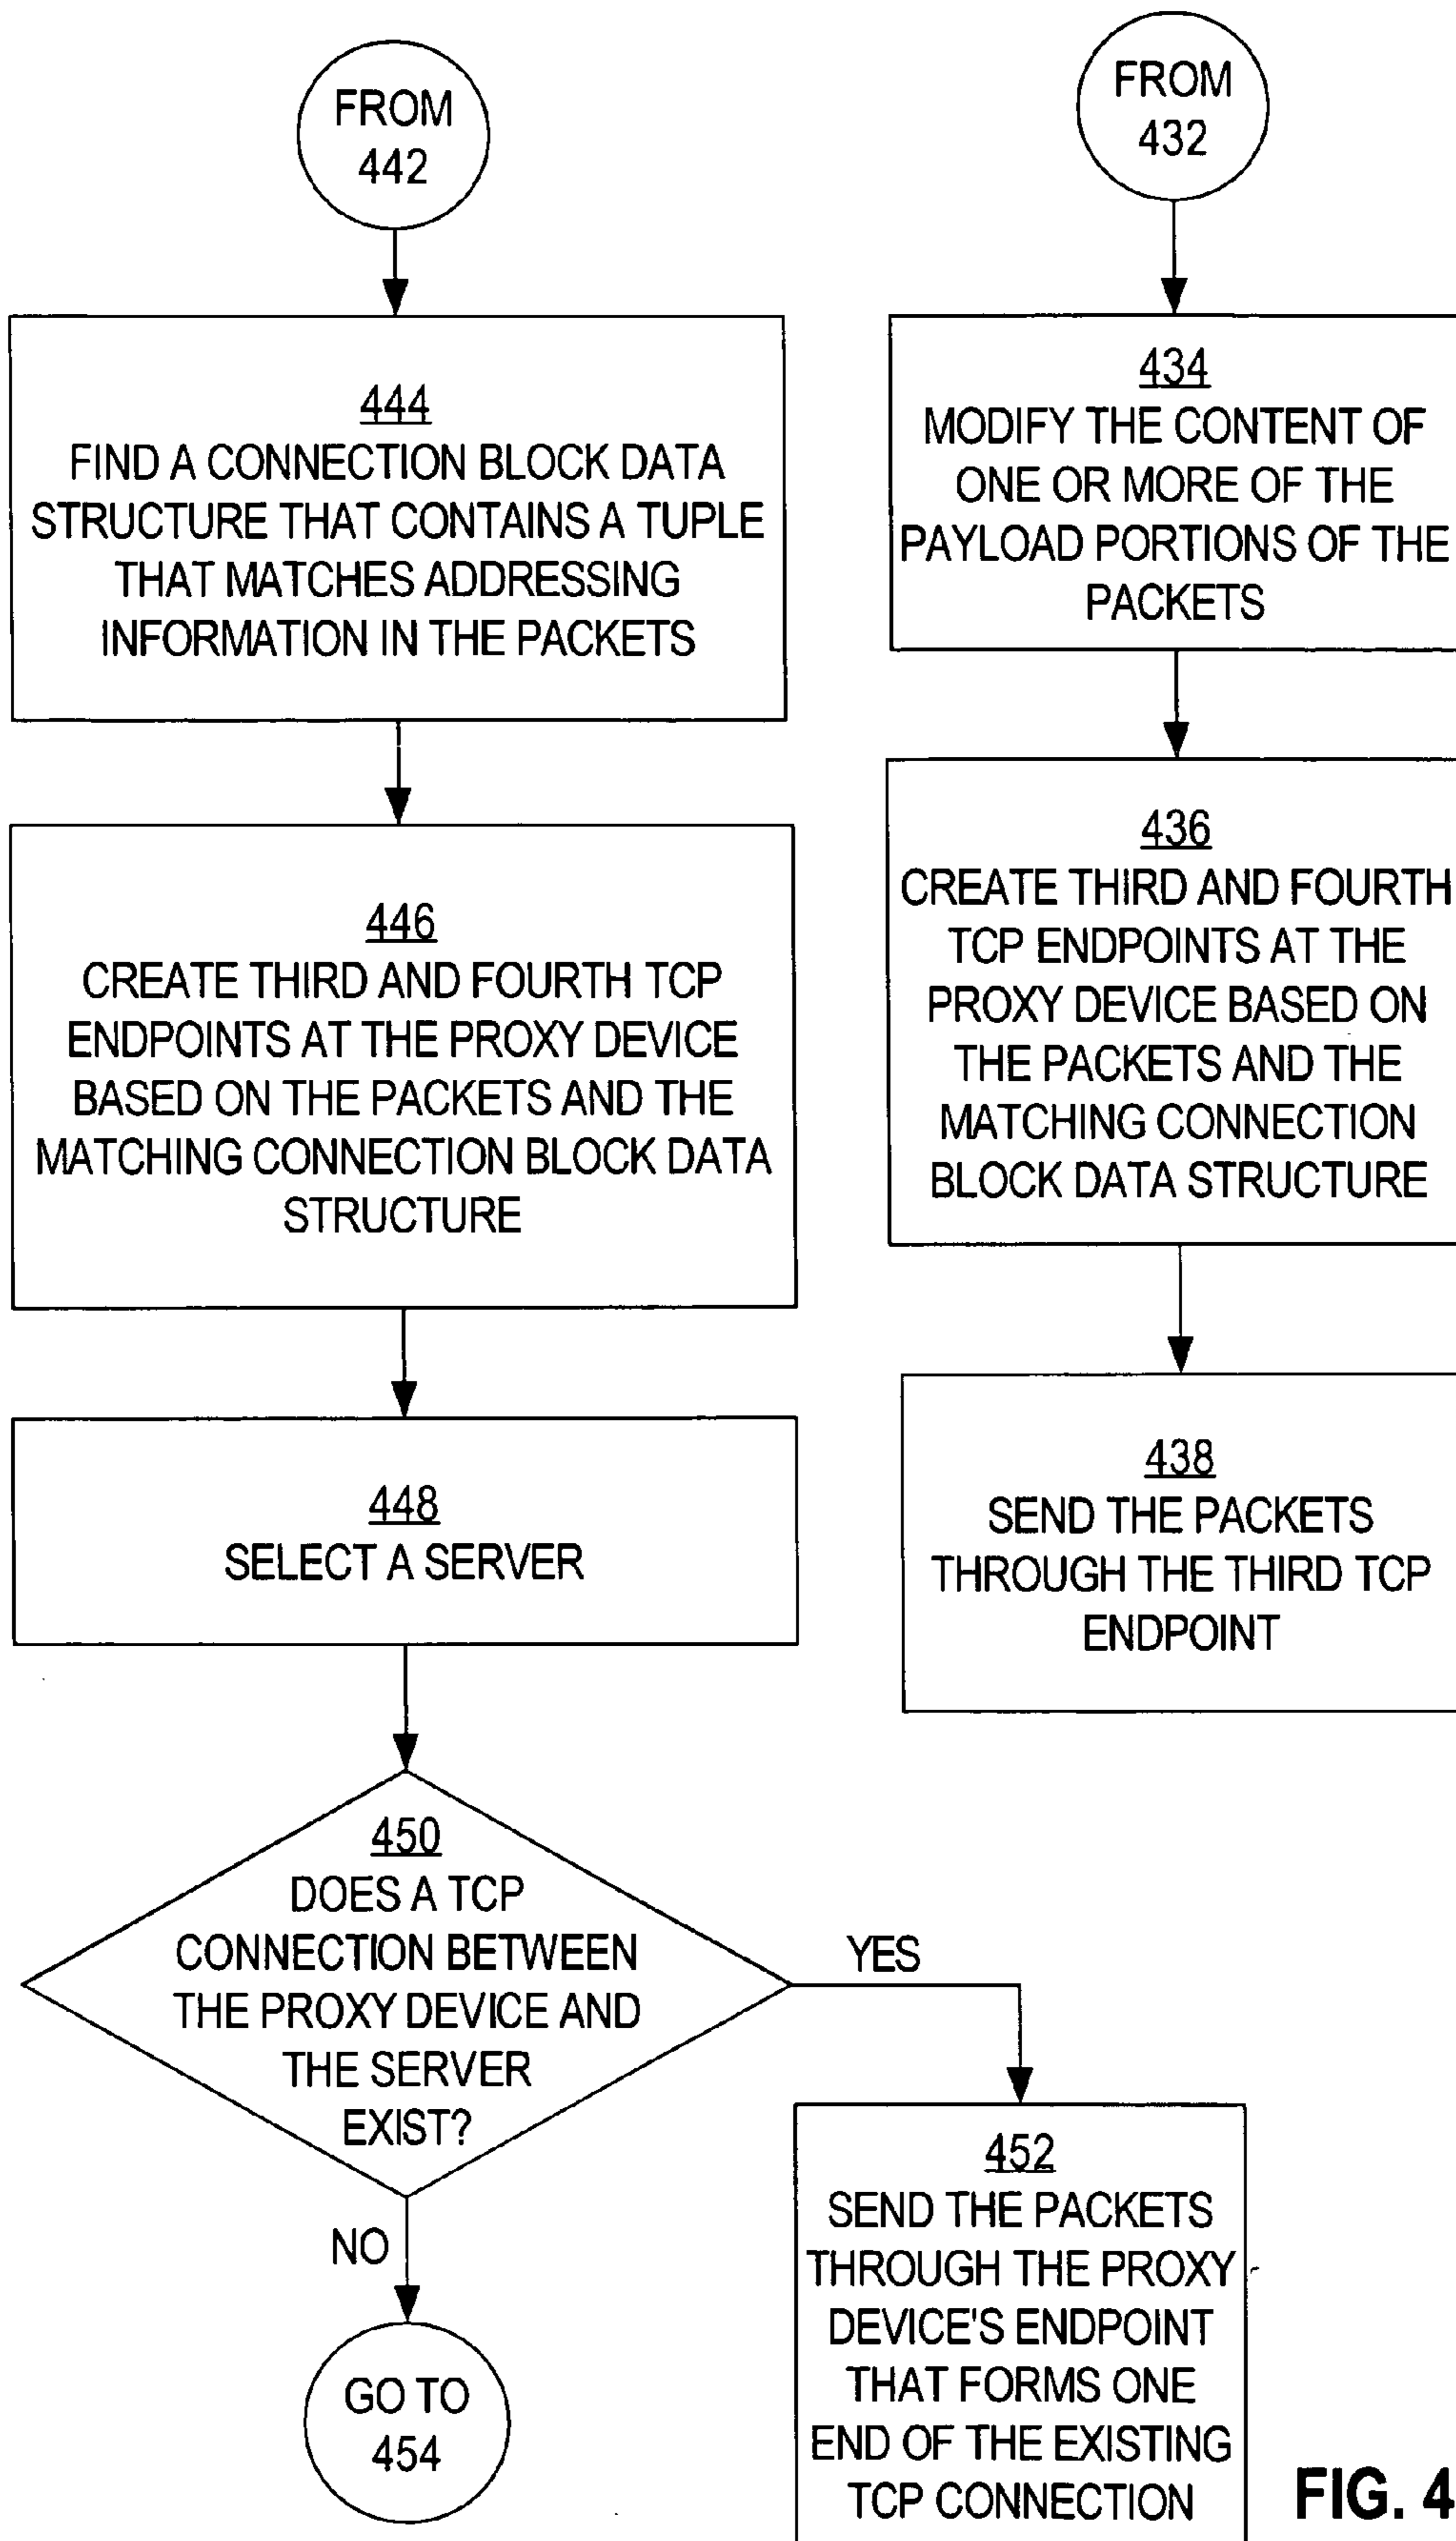 FROM
442
444
FIND A CONNECTION BLOCK DATA
STRUCTURE THAT CONTAINS A TUPLE
THAT MATCHES ADDRESSING
INFORMATION IN THE PACKETS
446
CREATE THIRD AND FOURTH TCP
ENDPOINTS AT THE PROXY DEVICE
BASED ON THE PACKETS AND THE
MATCHING CONNECTION BLOCK DATA
STRUCTURE
448
SELECT A SERVER
450
DOES A TCP
CONNECTION BETWEEN
THE PROXY DEVICE AND
THE SERVER
EXIST?
YES
NO
GO TO
454
452
SEND THE PACKETS
THROUGH THE PROXY
DEVICE'S ENDPOINT
THAT FORMS ONE
END OF THE EXISTING
TCP CONNECTION
FROM
432
434
MODIFY THE CONTENT OF
ONE OR MORE OF THE
PAYLOAD PORTIONS OF THE
PACKETS
436
CREATE THIRD AND FOURTH
TCP ENDPOINTS AT THE
PROXY DEVICE BASED ON
THE PACKETS AND THE
MATCHING CONNECTION
BLOCK DATA STRUCTURE
438
SEND THE PACKETS
THROUGH THE THIRD TCP
ENDPOINT
FIG. 4